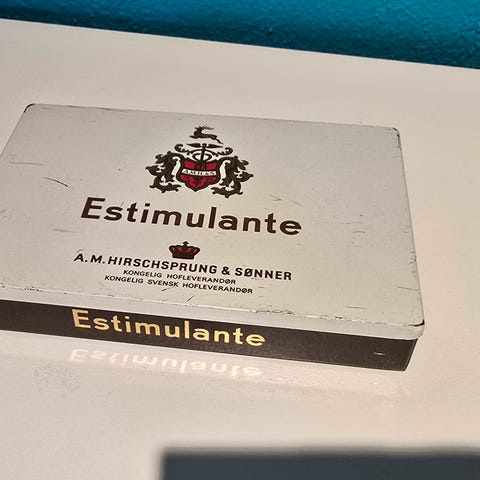 Estimulante
A.M.HIRSCHSPRUNG & SØNNER
KONGELIG HOFLEVERANDØR
KONGELIG SVENSK HOFLEVERANDØR
Estimulante